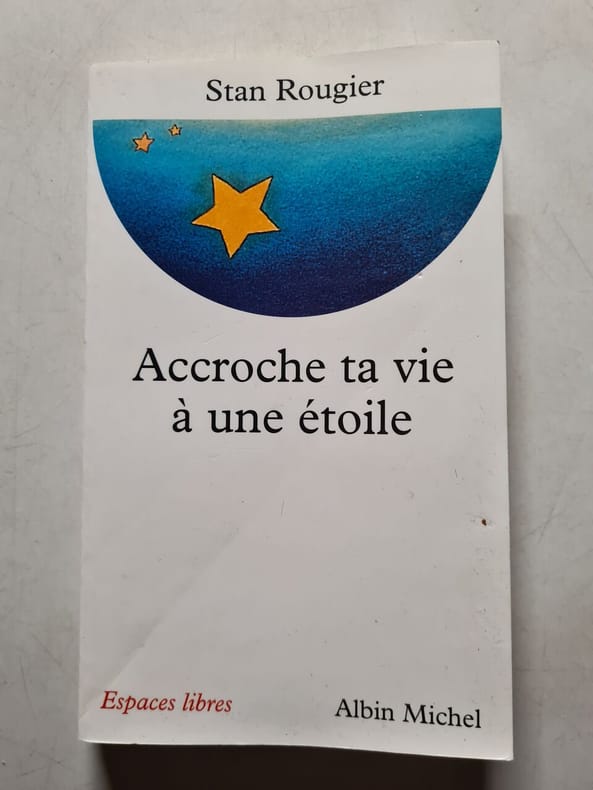 Stan Rougier
Accroche ta vie
à une étoile
Espaces libres
Albin Michel